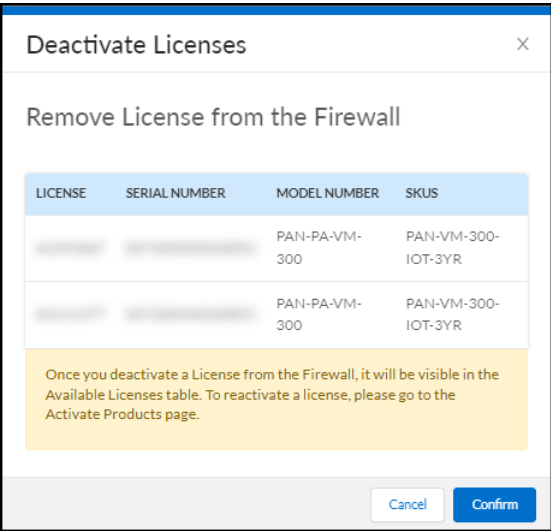 Deactivate Licenses
Remove License from the Firewall
LICENSE SERIAL NUMBER MODEL NUMBER SKUS
PAN-PA-VM- PAN-VM-300-
300 IOT-3YR
PAN-PA-VM- PAN-VM-300-
300 IOT-3YR
Once you deactivate a License from the Firewall, it will be visible in the
Available Licenses table. To reactivate a license, please go to the
Activate Products page.
Cancel Confirm